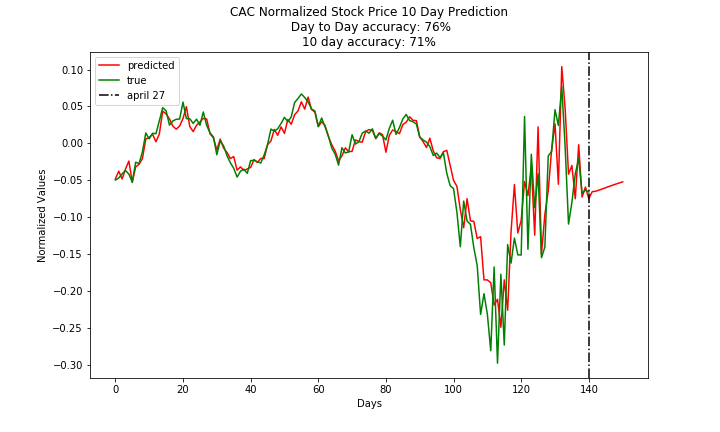 CAC Normalized Stock Price 10 Day Prediction
Day to Day accuracy: 76%
10 day accuracy: 71%
predicted
true
april 27
0.10
0.05
0.00
−0.05
−0.10
−0.15
−0.20
−0.25
−0.30
Normalized Values
0 20 40 60 80 100 120 140
Days